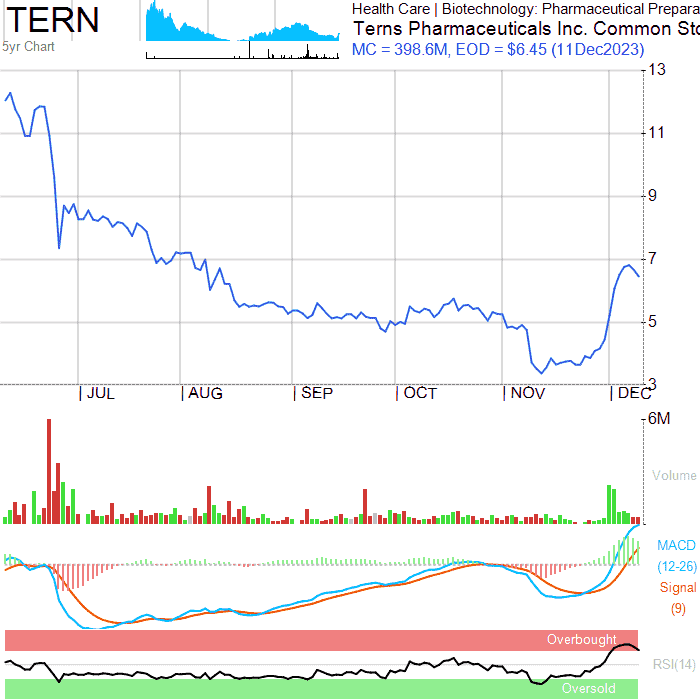 TERN
5yr Chart
Health Care | Biotechnology: Pharmaceutical Prepara
Terns Pharmaceuticals Inc. Common Sto
MC = 398.6M, EOD = $6.45 (11Dec2023)
13
11
9
7
5
3
JUL AUG SEP OCT NOV DEC
6M
Volume
MACD
(12-26)
Signal
(9)
Overbought
RSI(14)
Oversold